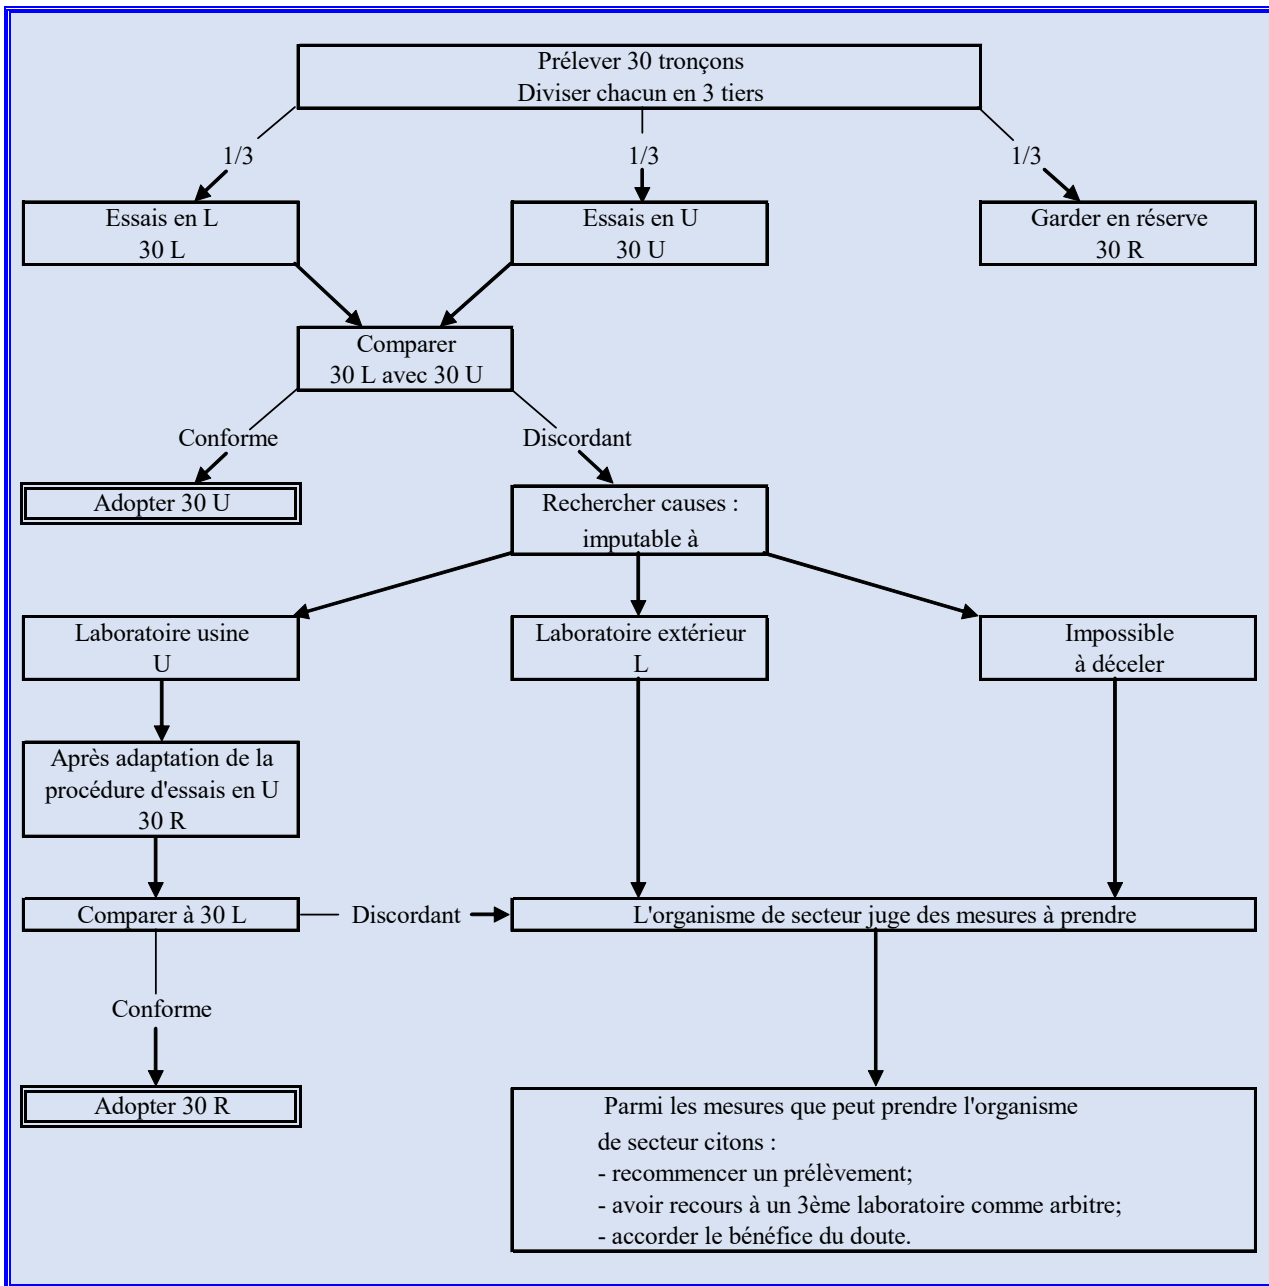 Prélever 30 tronçons
Diviser chacun en 3 tiers
1/3
1/3
1/3
Essais en L
30 L
Essais en U
30 U
Garder en réserve
30 R
Comparer
30 L avec 30 U
Conforme
Discordant
Adopter 30 U
Rechercher causes :
imputable à
Laboratoire usine
U
Laboratoire extérieur
L
Impossible
à déceler
Après adaptation de la
procédure d'essais en U
30 R
Comparer à 30 L
Discordant
L'organisme de secteur juge des mesures à prendre
Conforme
Adopter 30 R
Parmi les mesures que peut prendre l'organisme
de secteur citons :
- recommencer un prélèvement;
- avoir recours à un 3ème laboratoire comme arbitre;
- accorder le bénéfice du doute.